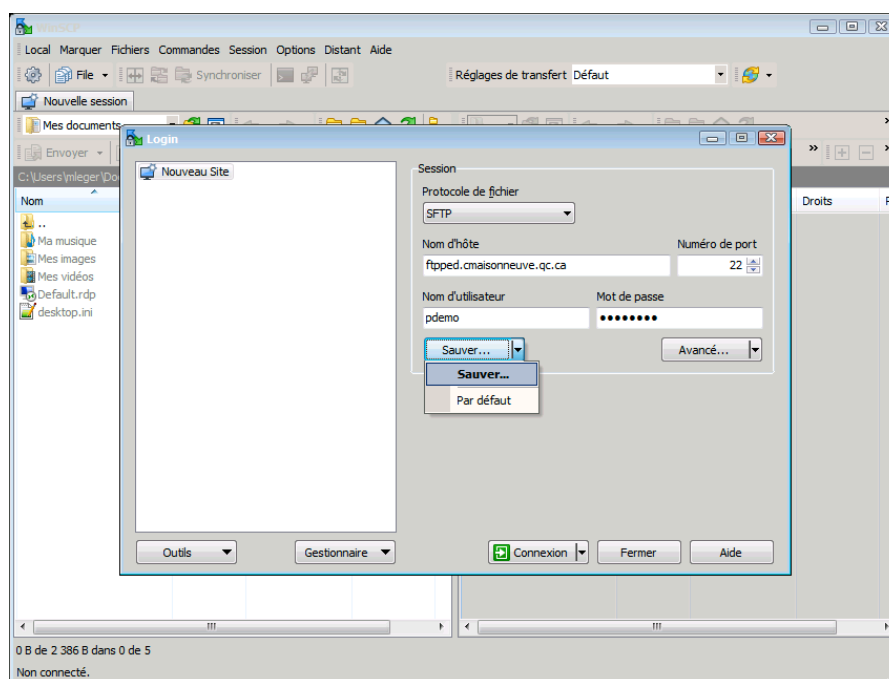 WinSCP
Local Marquer Fichiers Commandes Session Options Distant Aide
File Synchroniser Réglages de transfert Défaut
Nouvelle session
Mes documents
Envoyer
Login
C:\Users\mleger\Do
Nom
Droits
..
Ma musique
Mes images
Mes vidéos
Default.rdp
desktop.ini
Nouveau Site
Session
Protocole de fichier
SFTP
Nom d'hôte Numéro de port
ftpped.cmaisonneuve.qc.ca 22
Nom d'utilisateur Mot de passe
pdemo ●●●●●●●●
Sauver... Avancé...
Sauver...
Par défaut
Outils Gestionnaire Connexion Fermer Aide
0 B de 2 386 B dans 0 de 5
Non connecté.